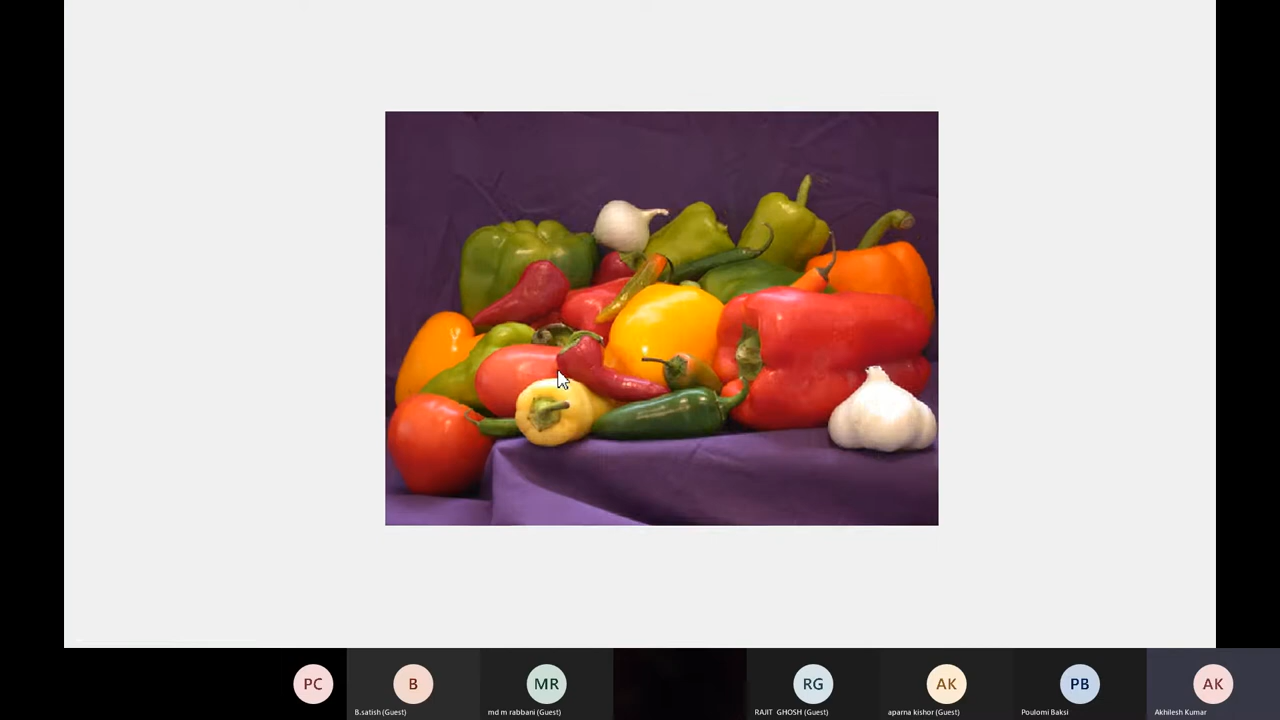 PC
B
MR
RG
AK
PB
AK
B.satish (Guest)
md m rabbani (Guest)
RAJIT GHOSH (Guest)
aparna kishor (Guest)
Poulomi Baksi
Akhilesh Kumar